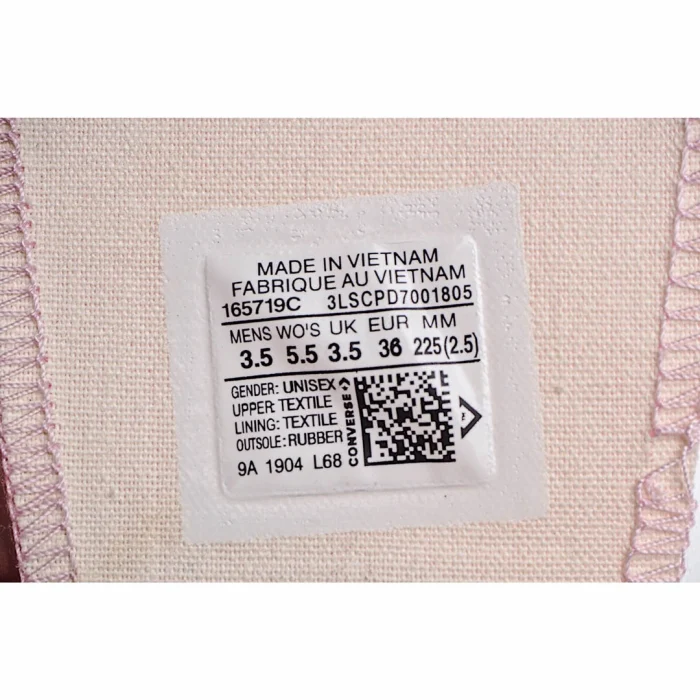 MADE IN VIETNAM
FABRIQUE AU VIETNAM
165719C 3LSCPD7001805
MENS WO'S UK EUR MM
3.5 5.5 3.5 36 225(2.5)
GENDER: UNISEX
UPPER: TEXTILE
LINING: TEXTILE
OUTSOLE: RUBBER
CONVERSE
9A 1904 L68